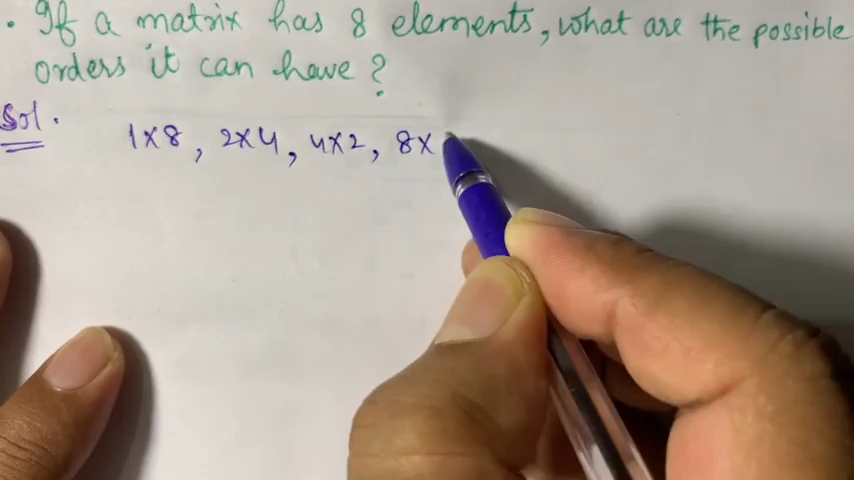 • If a matrix has 8 elements, what are the possible
orders it can have ?
Sol.
1×8, 2×4, 4×2, 8×